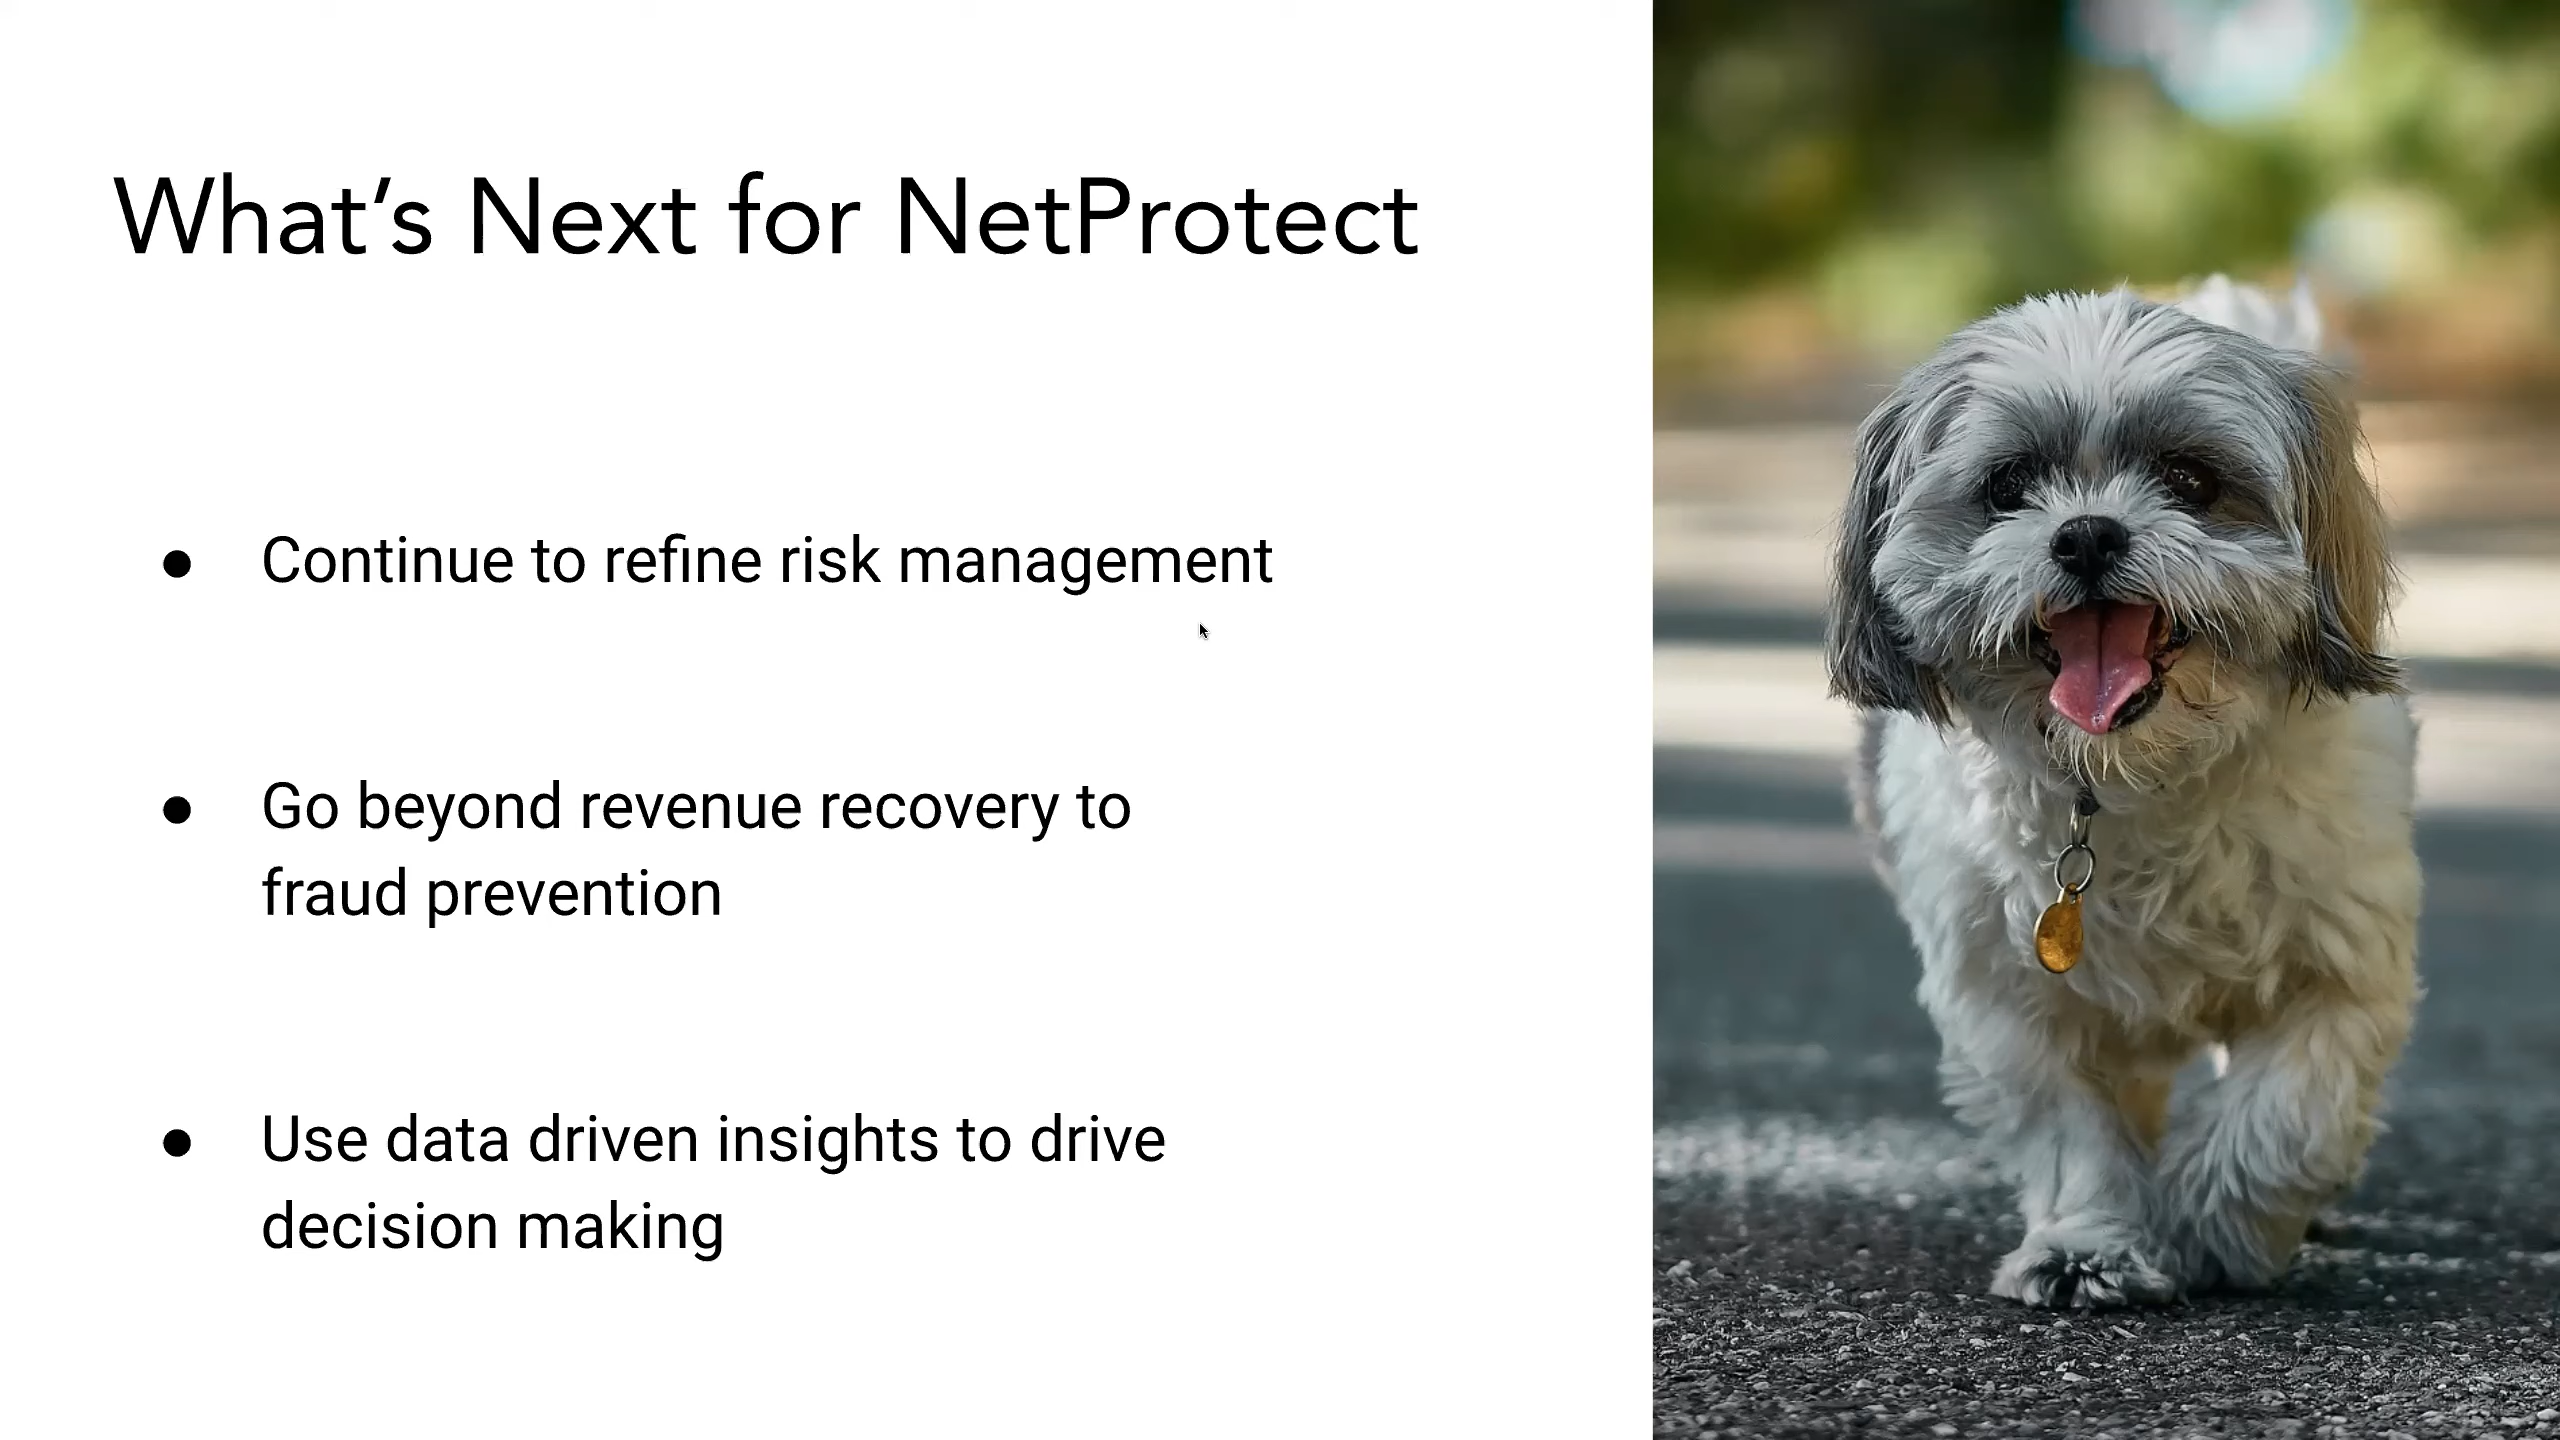 What’s Next for NetProtect
● Continue to refine risk management
● Go beyond revenue recovery to
fraud prevention
● Use data driven insights to drive
decision making